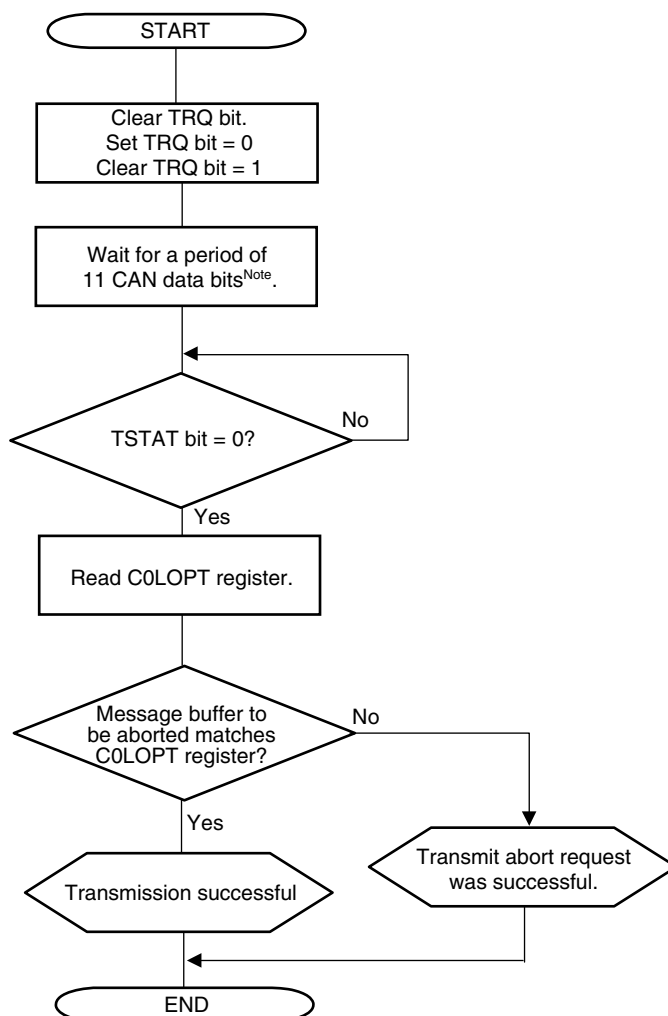 START
Clear TRQ bit.
Set TRQ bit = 0
Clear TRQ bit = 1
Wait for a period of
11 CAN data bitsNote.
No
TSTAT bit = 0?
Yes
Read C0LOPT register.
No
Message buffer to
be aborted matches
C0LOPT register?
Yes
Transmit abort request
was successful.
Transmission successful
END